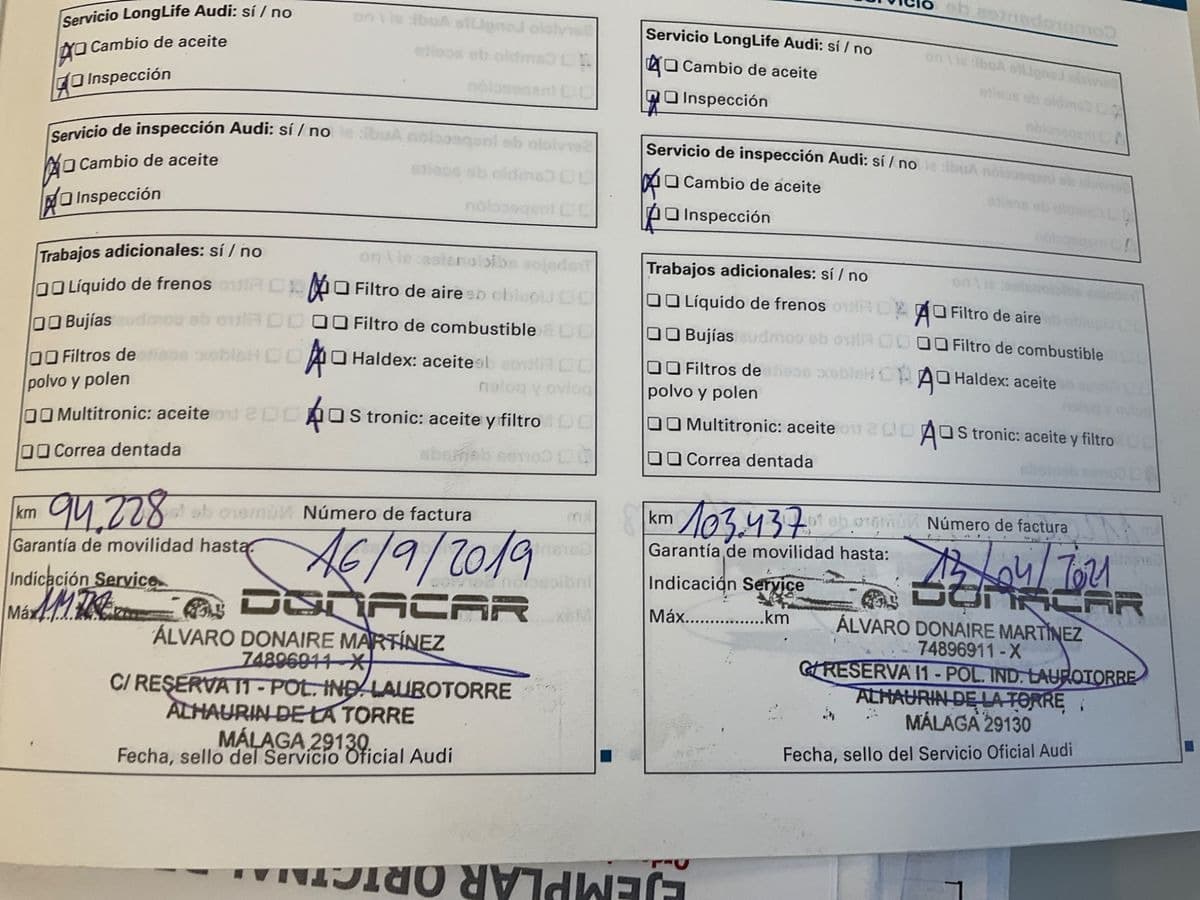 Servicio LongLife Audi: sí / no
Cambio de aceite
Inspección
Servicio de inspección Audi: sí / no
Cambio de aceite
Inspección
Trabajos adicionales: sí / no
Líquido de frenos
Filtro de aire
Bujías
Filtro de combustible
Filtros de
polvo y polen
Haldex: aceite
Multitronic: aceite
S tronic: aceite y filtro
Correa dentada
km 94.228
Número de factura
Garantía de movilidad hasta:
16/9/2019
Indicación Service
Máx
km
DONACAR
ÁLVARO DONAIRE MARTÍNEZ
74896911-X
C/ RESERVA 11 - POL. IND. LAUROTORRE
ALHAURIN DE LA TORRE
MÁLAGA 29130
Fecha, sello del Servicio Oficial Audi
Servicio LongLife Audi: sí / no
Cambio de aceite
Inspección
Servicio de inspección Audi: sí / no
Cambio de aceite
Inspección
Trabajos adicionales: sí / no
Líquido de frenos
Filtro de aire
Bujías
Filtro de combustible
Filtros de
polvo y polen
Haldex: aceite
Multitronic: aceite
S tronic: aceite y filtro
Correa dentada
km 103.437
Número de factura
Garantía de movilidad hasta:
13/04/2021
Indicación Service
Máx................km
DONACAR
ÁLVARO DONAIRE MARTÍNEZ
74896911 - X
C/ RESERVA 11 - POL. IND. LAUROTORRE
ALHAURIN DE LA TORRE
MÁLAGA 29130
Fecha, sello del Servicio Oficial Audi
EJEMPLAR ORIGINAL